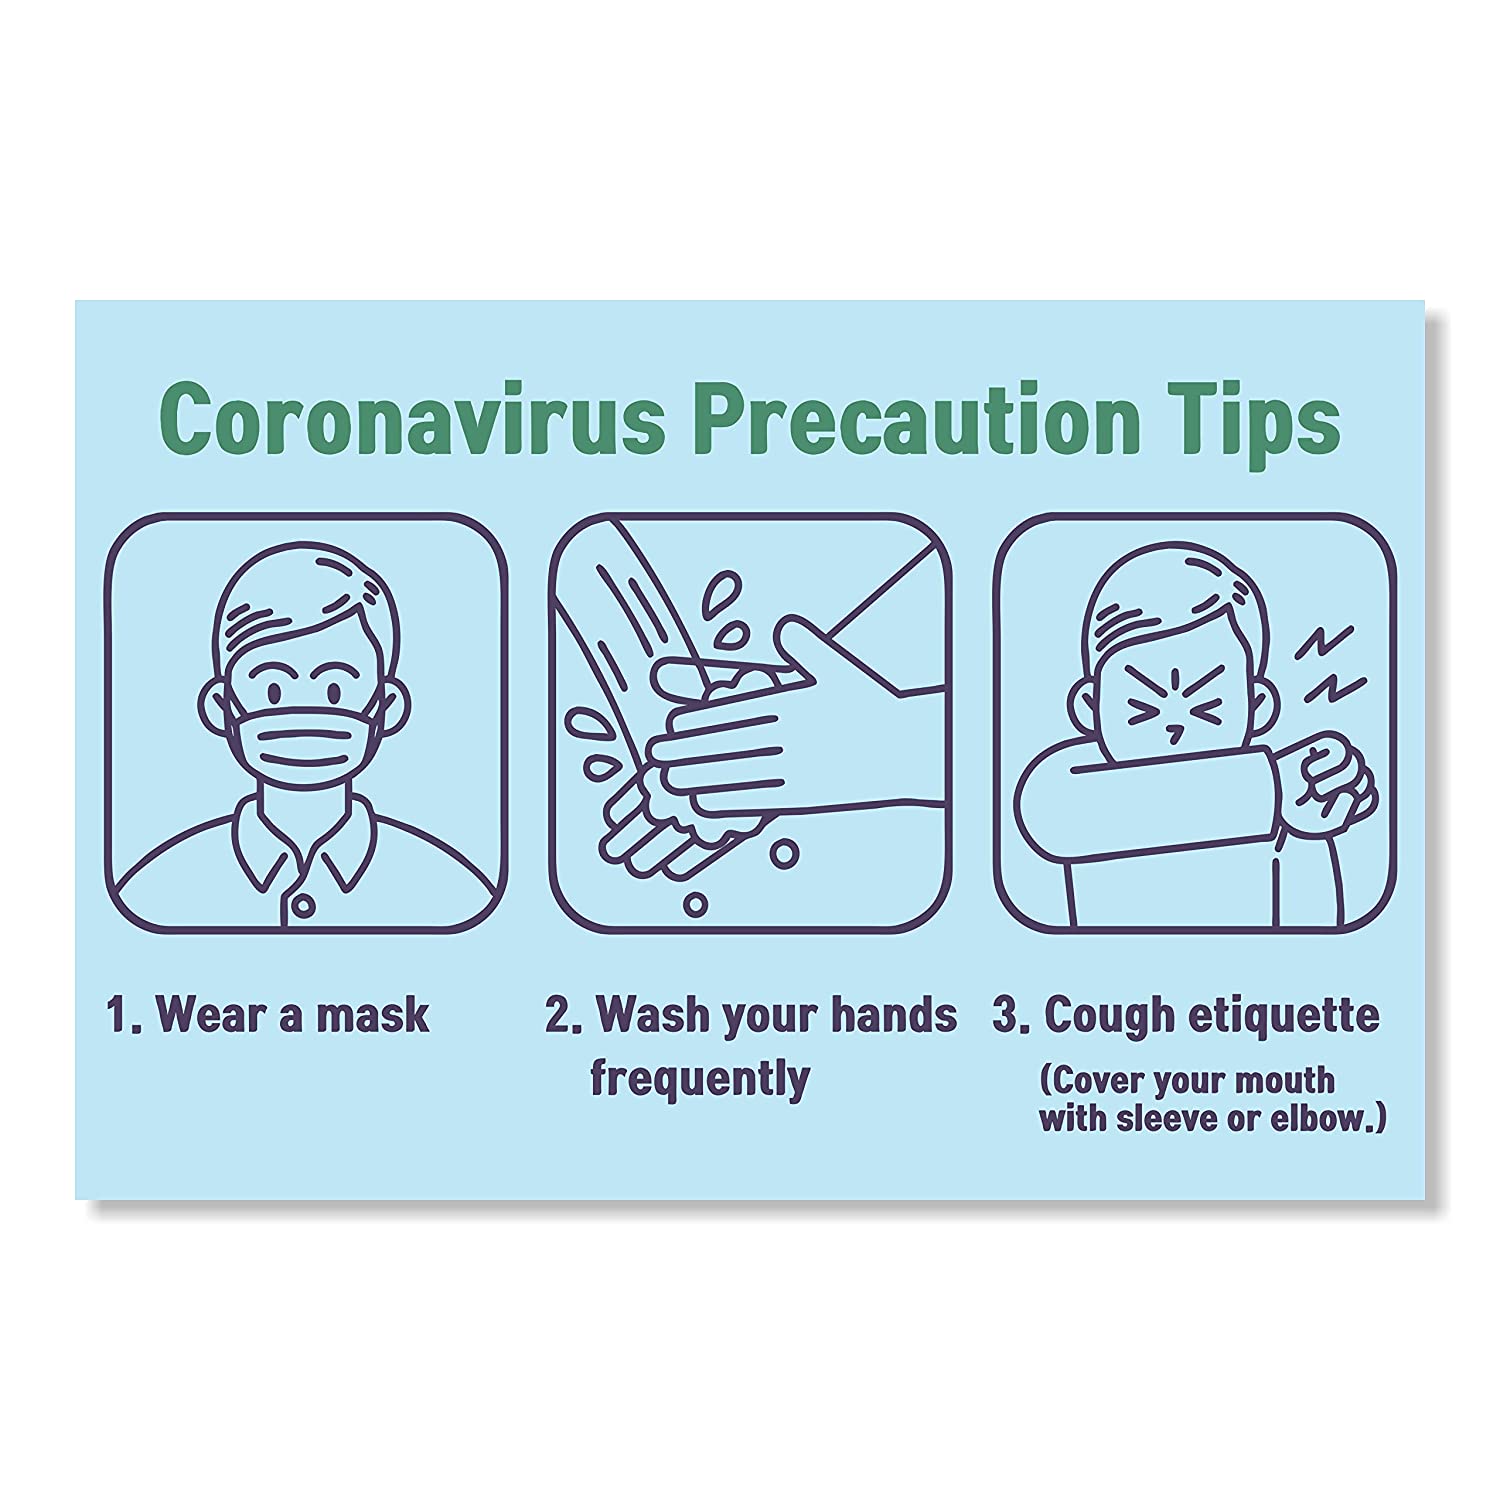 Coronavirus Precaution Tips
1. Wear a mask
2. Wash your hands
frequently
3. Cough etiquette
(Cover your mouth
with sleeve or elbow.)